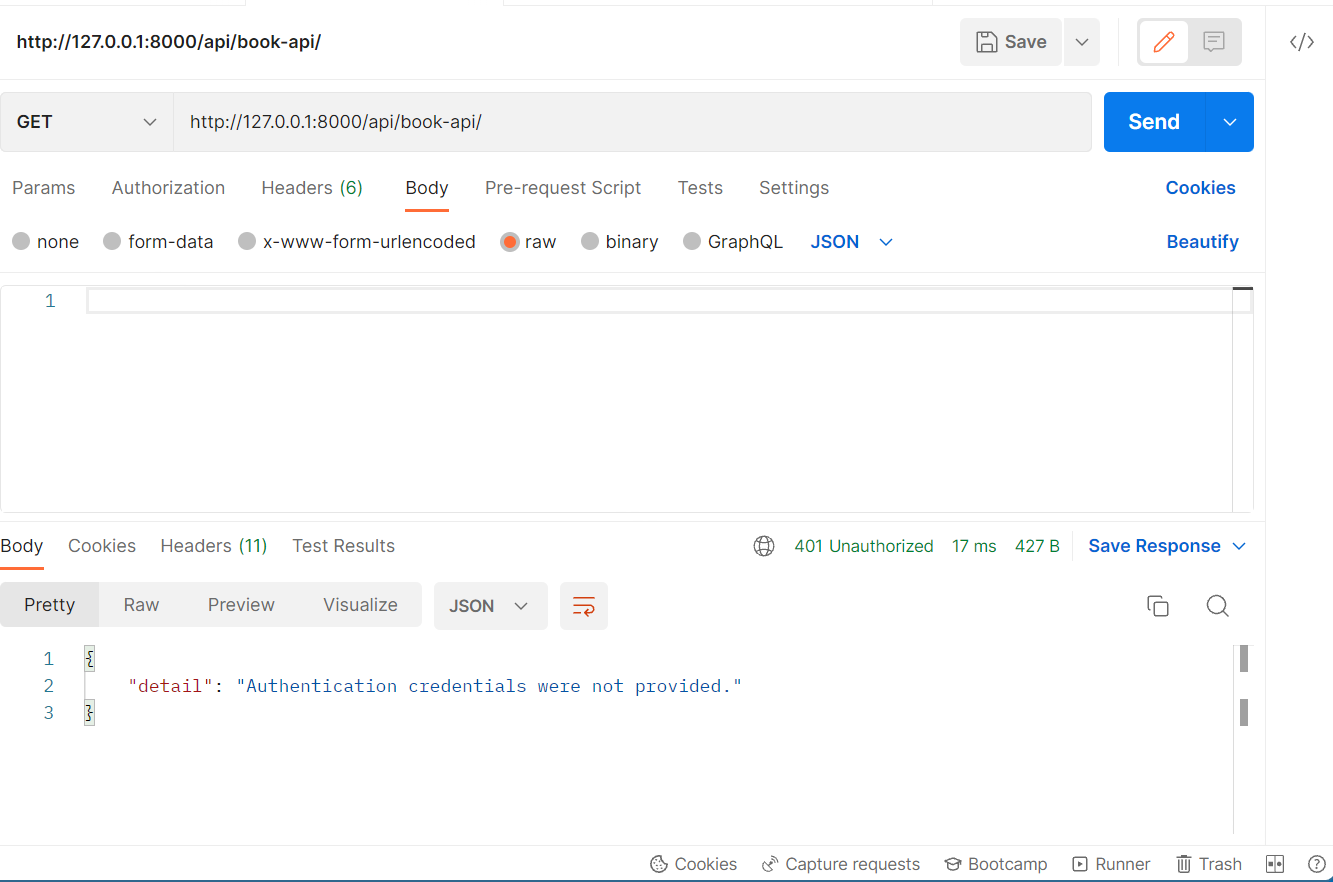 http://127.0.0.1:8000/api/book-api/ Save
GET http://127.0.0.1:8000/api/book-api/ Send
Params Authorization Headers (6) Body Pre-request Script Tests Settings Cookies
none form-data x-www-form-urlencoded raw binary GraphQL JSON Beautify
1
Body Cookies Headers (11) Test Results 401 Unauthorized 17 ms 427 B Save Response
Pretty Raw Preview Visualize JSON
1 {
2 "detail": "Authentication credentials were not provided."
3 }
Cookies Capture requests Bootcamp Runner Trash